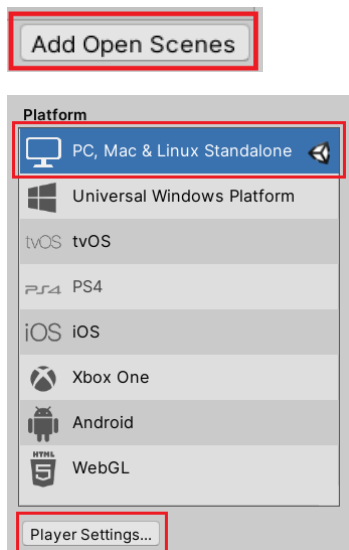 Add Open Scenes
Platform
PC, Mac & Linux Standalone
Universal Windows Platform
tvOS tvOS
PS4 PS4
iOS iOS
Xbox One
Android
HTML 5 WebGL
Player Settings...